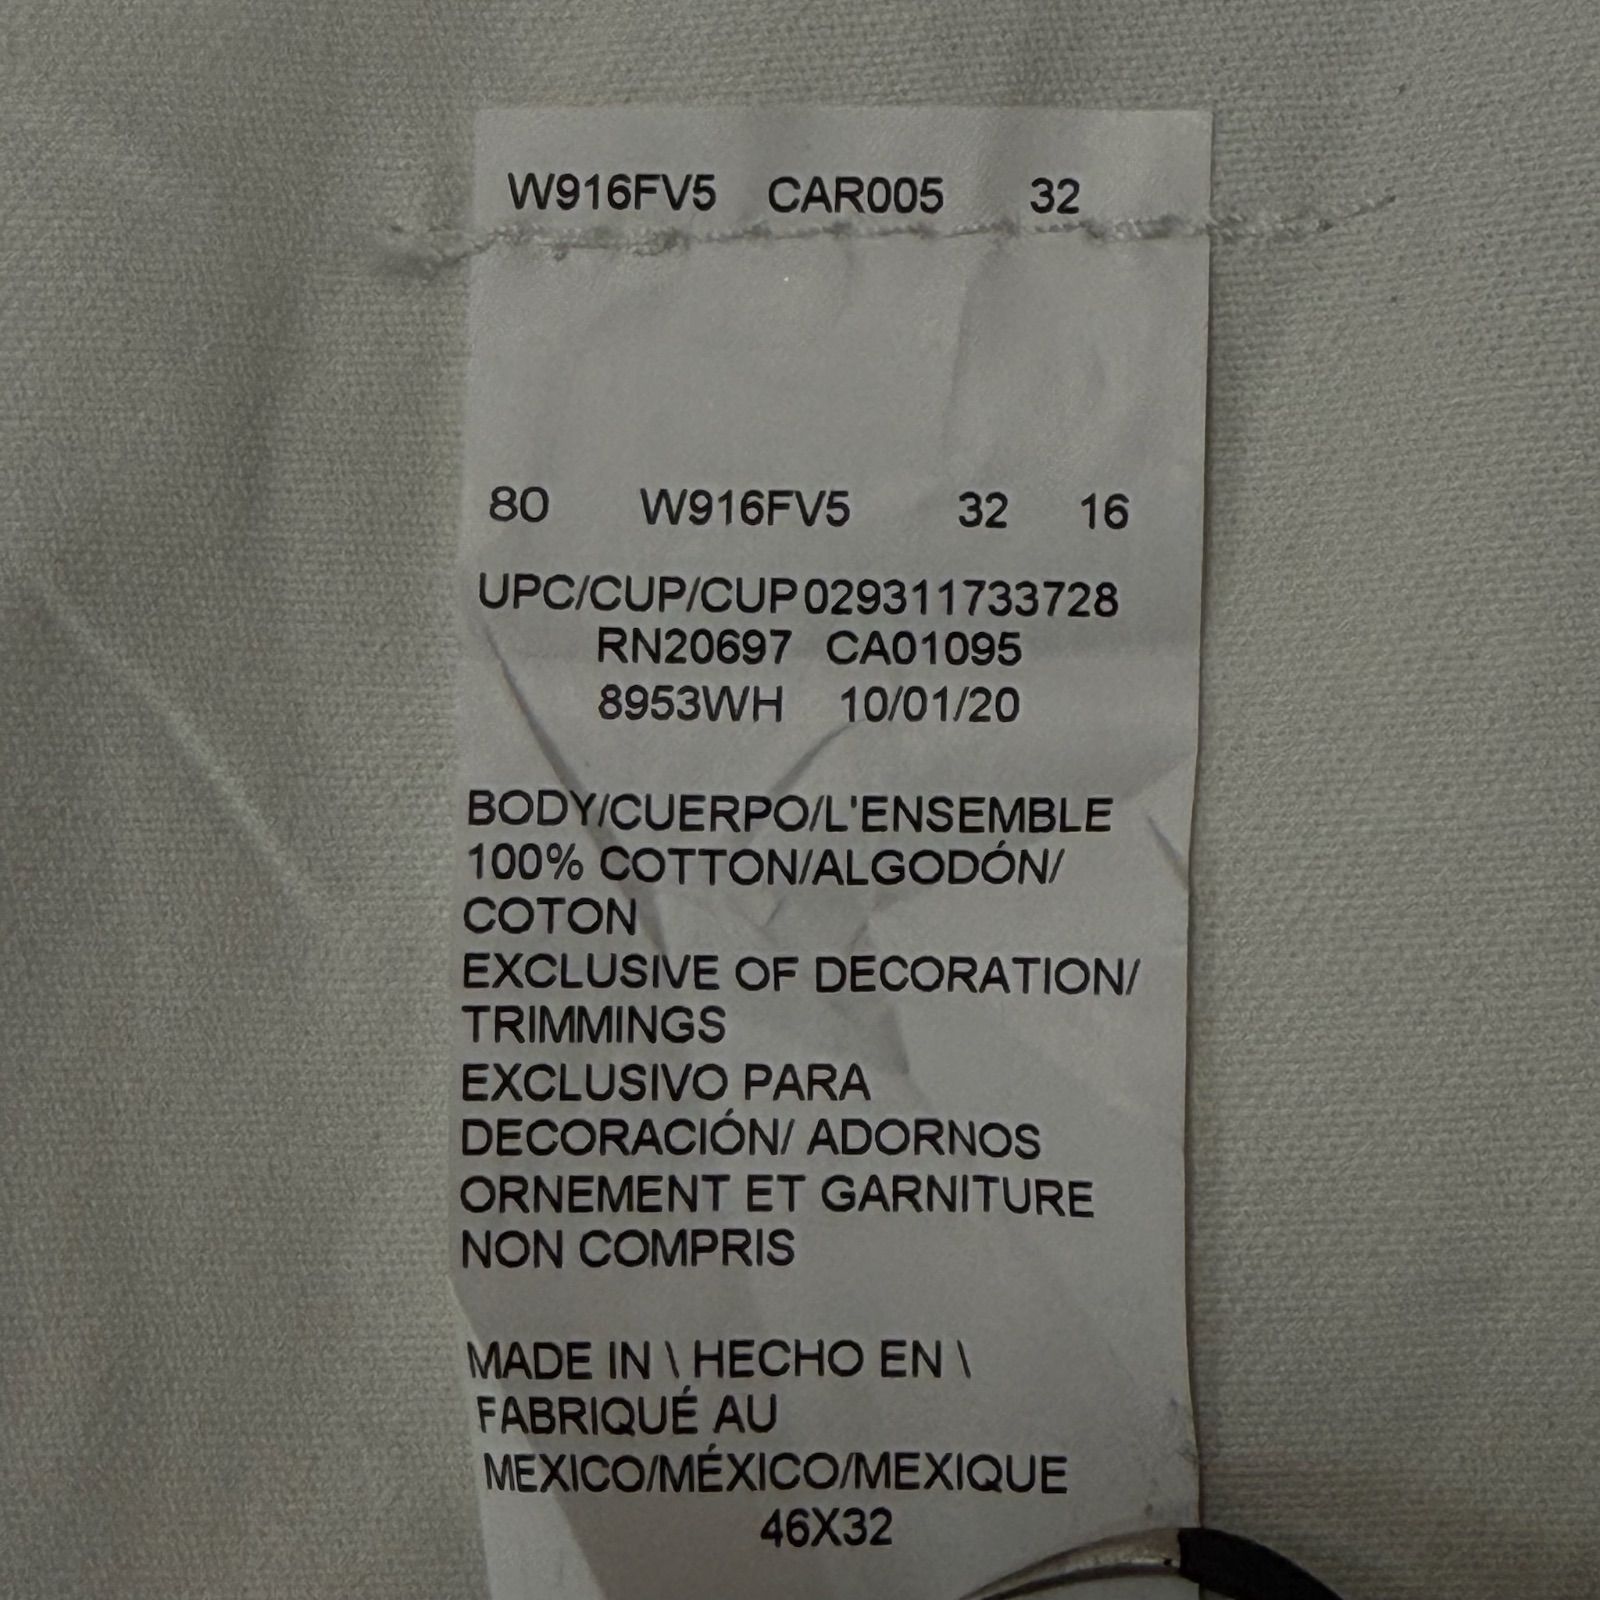 W916FV5 CAR005 32
80 W916FV5 32 16
UPC/CUP/CUP029311733728
RN20697 CA01095
8953WH 10/01/20
BODY/CUERPO/L'ENSEMBLE
100% COTTON/ALGODÓN/
COTON
EXCLUSIVE OF DECORATION/
TRIMMINGS
EXCLUSIVO PARA
DECORACIÓN/ ADORNOS
ORNEMENT ET GARNITURE
NON COMPRIS
MADE IN \ HECHO EN \
FABRIQUÉ AU
MEXICO/MÉXICO/MEXIQUE
46X32